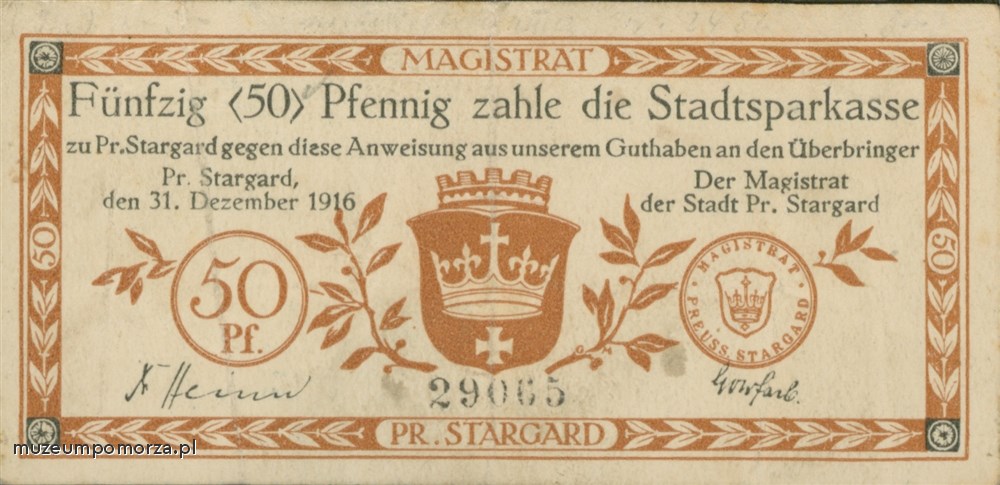 MAGISTRAT
Fünfzig <50> Pfennig zahle die Stadtsparkasse
zu Pr. Stargard gegen diese Anweisung aus unserem Guthaben an den Überbringer
Pr. Stargard,
den 31. Dezember 1916
Der Magistrat
der Stadt Pr. Stargard
50
50
50
Pf.
MAGISTRAT
PREUSS. STARGARD
29065
PR. STARGARD
muzeumpomorza.pl